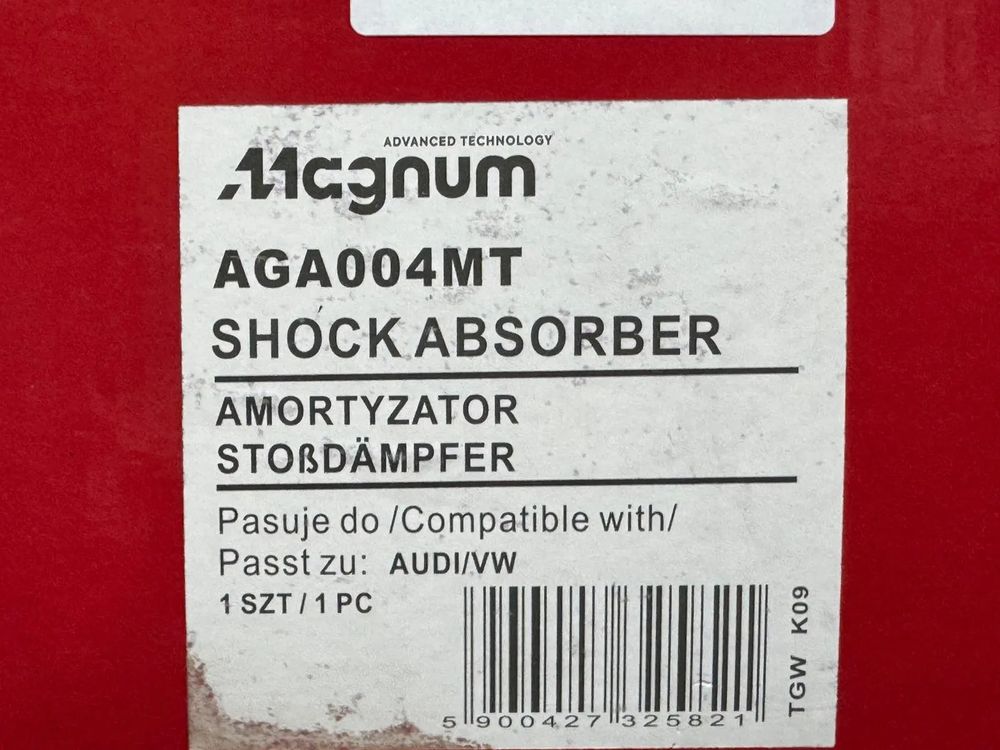 ADVANCED TECHNOLOGY
Magnum
AGA004MT
SHOCK ABSORBER
AMORTYZATOR
STOßDÄMPFER
Pasuje do /Compatible with/
Passt zu: AUDI/VW
1 SZT / 1 PC
5 900427 325821
TGW K09